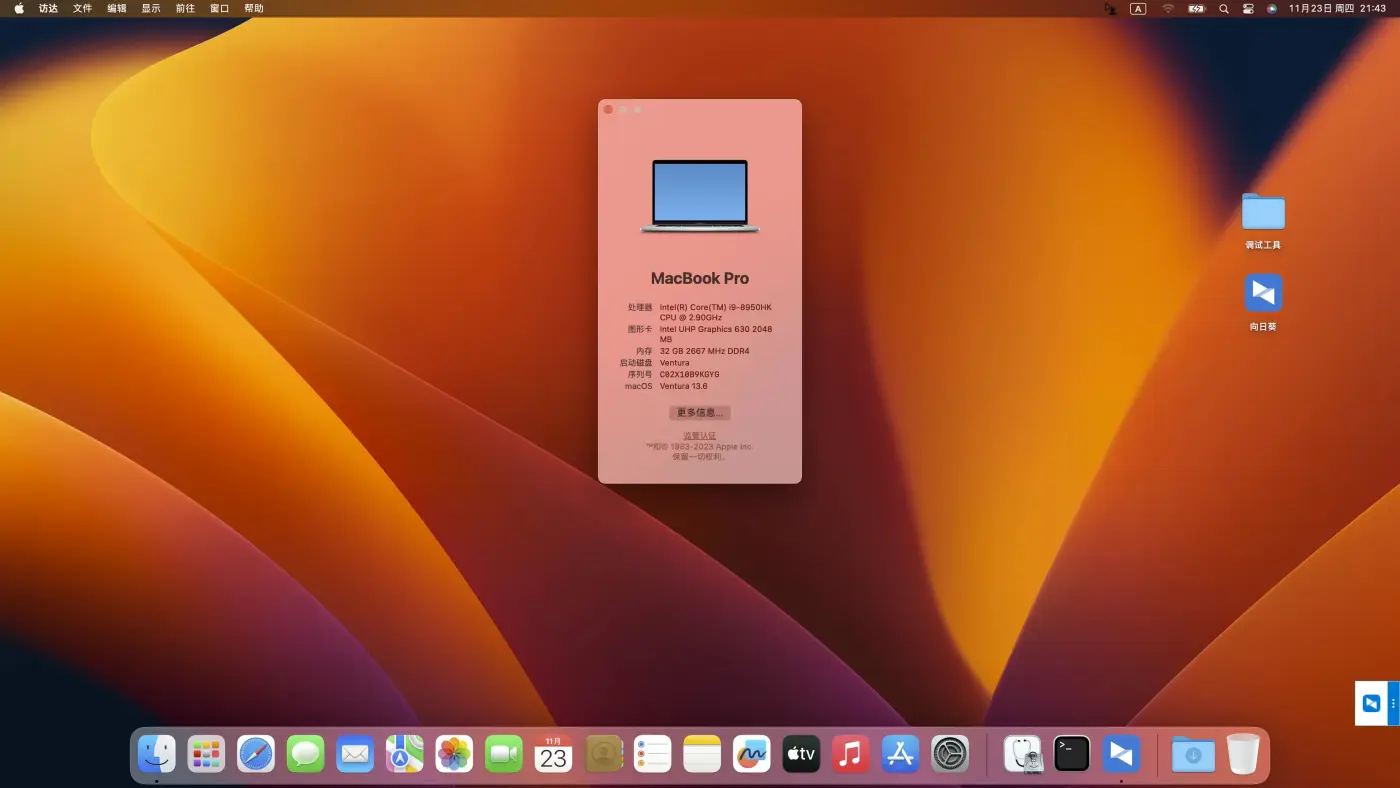 访达 文件 编辑 显示 前往 窗口 帮助
A
11月23日 周四 21:43
MacBook Pro
处理器 Intel(R) Core(TM) i9-8950HK
CPU @ 2.90GHz
图形卡 Intel UHP Graphics 630 2048
MB
内存 32 GB 2667 MHz DDR4
启动磁盘 Ventura
序列号 C02X10B9KGYG
macOS Ventura 13.6
更多信息...
监管认证
™和© 1983-2023 Apple Inc.
保留一切权利。
调试工具
向日葵
11月
23
tv
>_